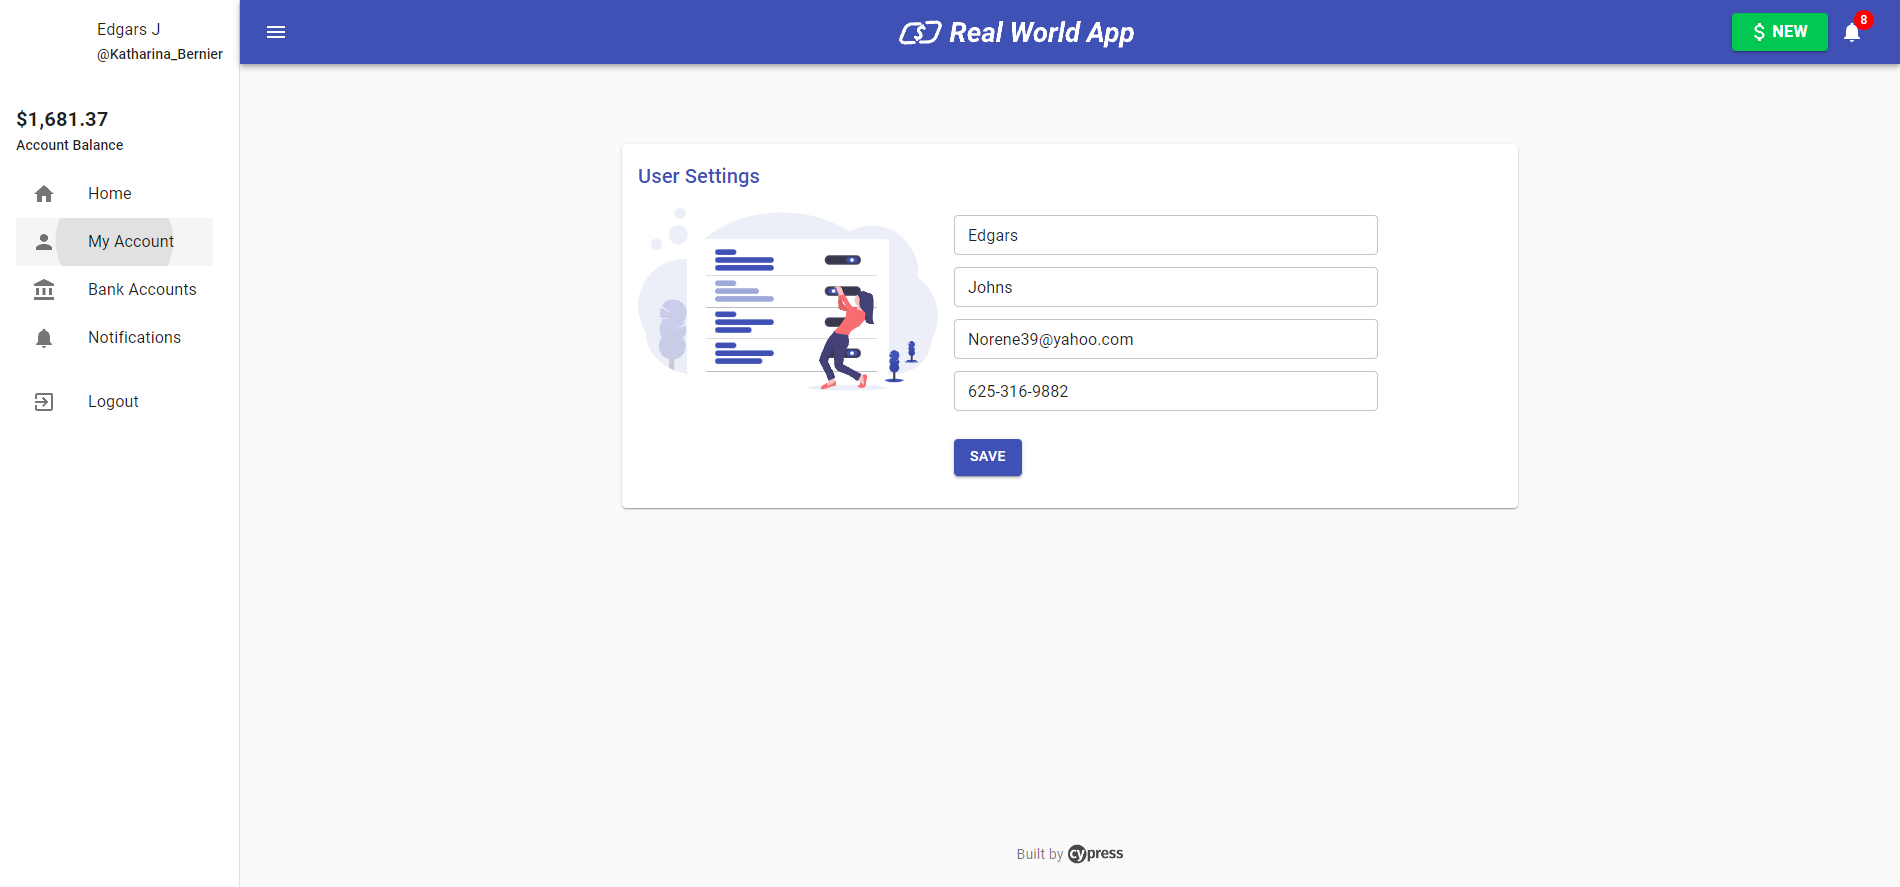 Edgars J
@Katharina_Bernier
$1,681.37
Account Balance
Home
My Account
Bank Accounts
Notifications
Logout
Real World App
$ NEW
8
User Settings
Edgars
Johns
Norene39@yahoo.com
625-316-9882
SAVE
Built by cypress